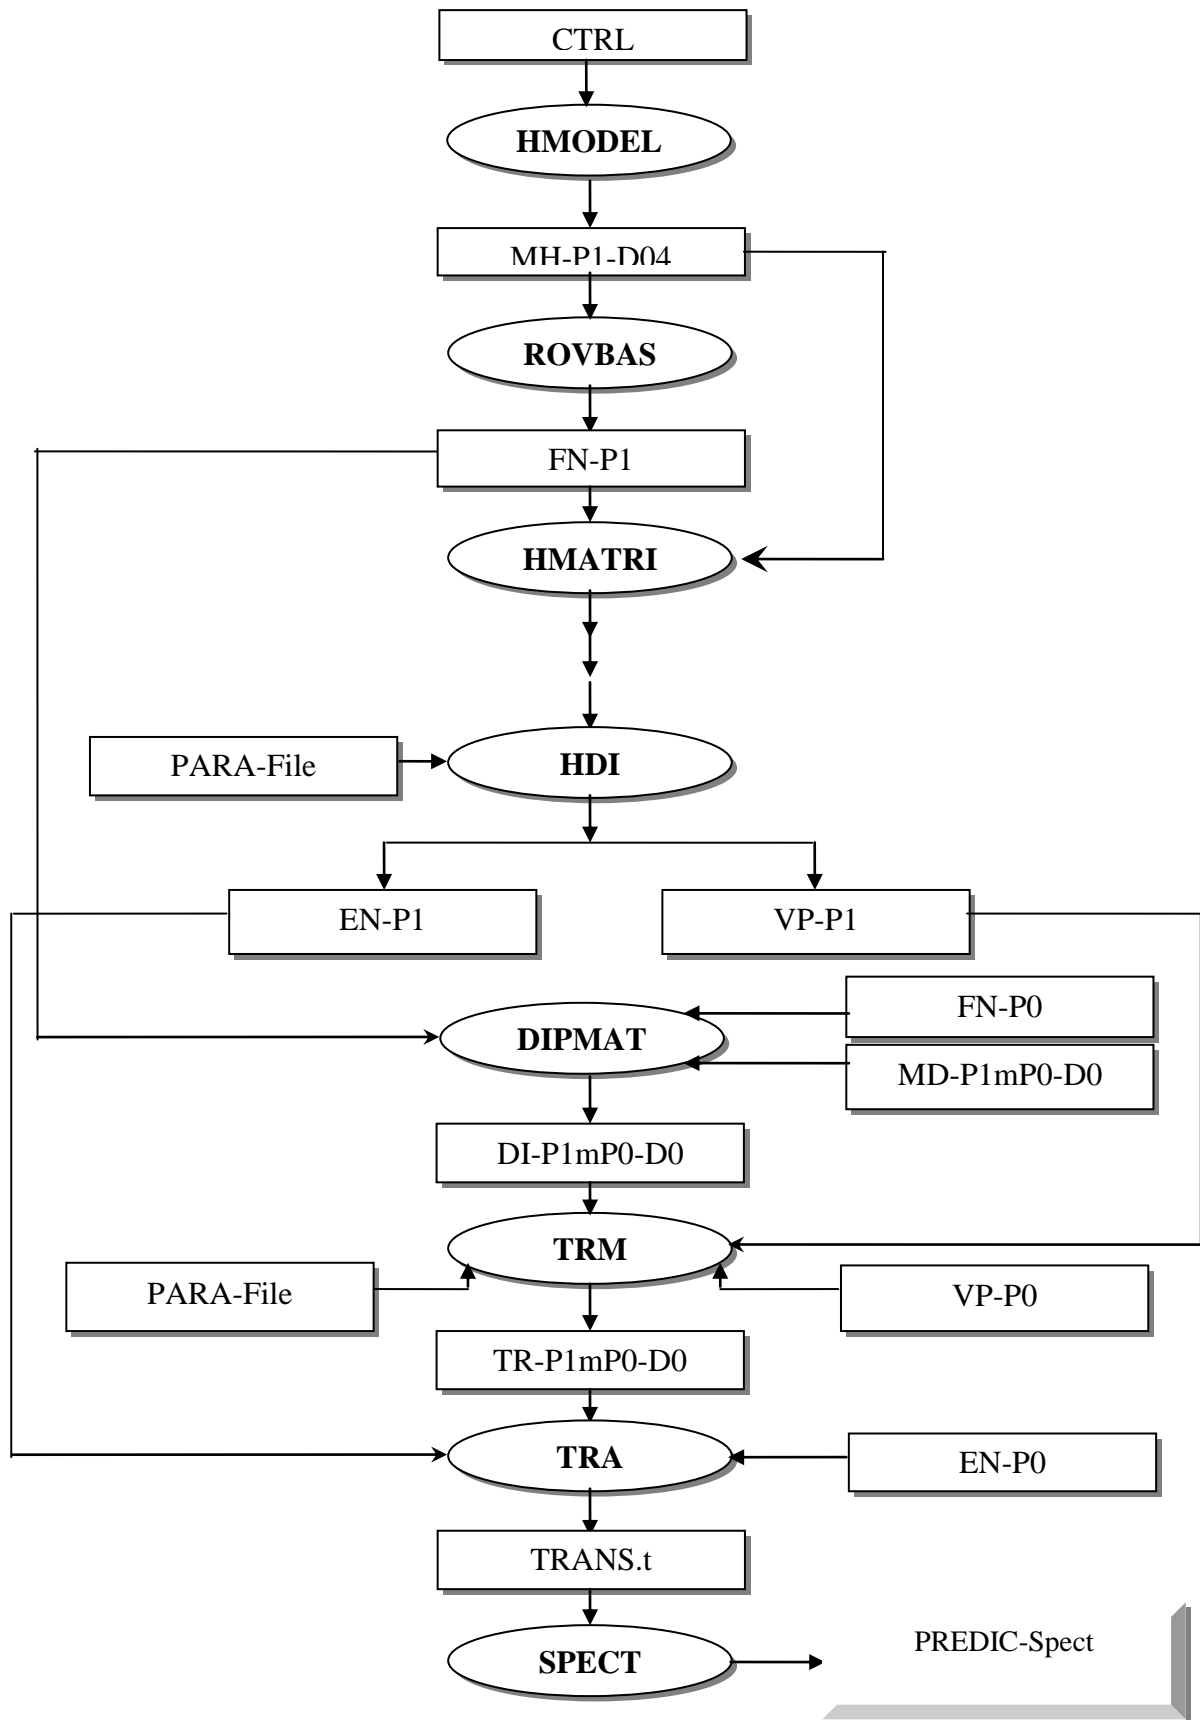 CTRL
HMODEL
MH-P1-D04
ROVBAS
FN-P1
HMATRI
PARA-File
HDI
EN-P1
VP-P1
FN-P0
DIPMAT
MD-P1mP0-D0
DI-P1mP0-D0
TRM
PARA-File
VP-P0
TR-P1mP0-D0
TRA
EN-P0
TRANS.t
PREDIC-Spect
SPECT